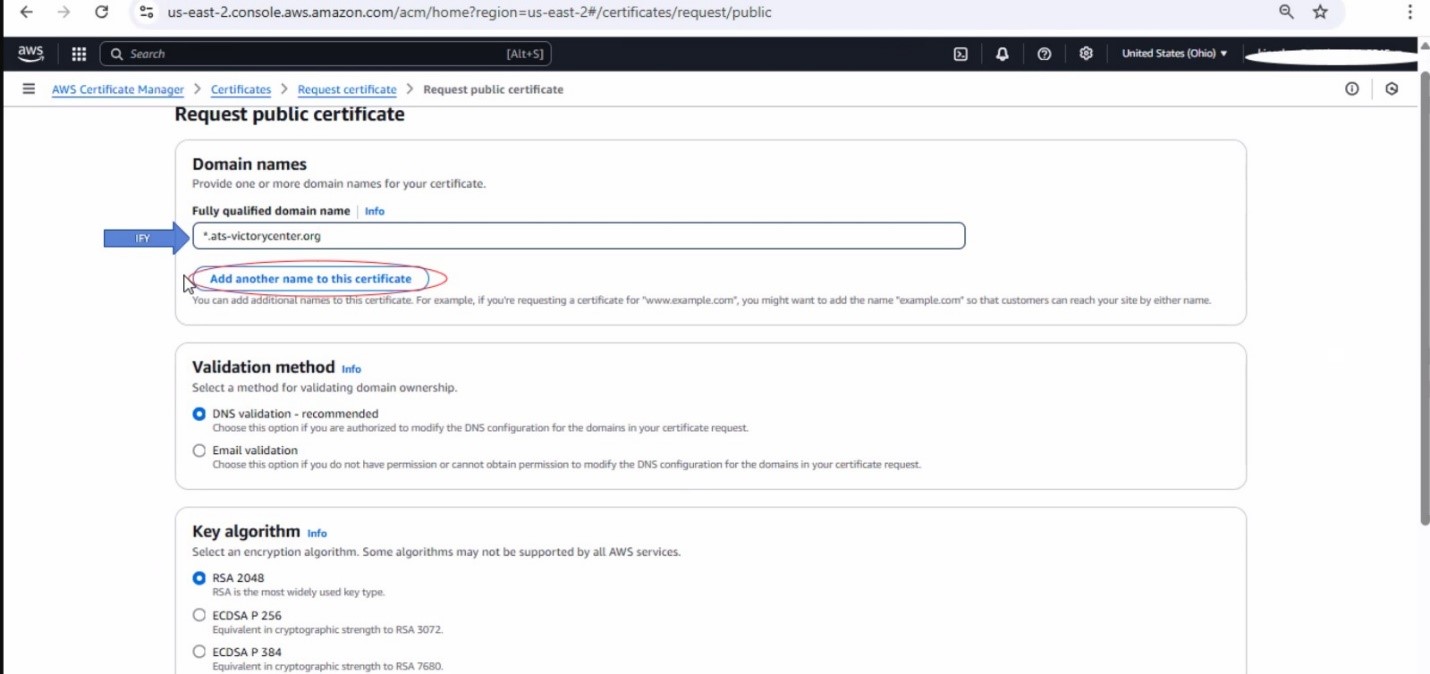 us-east-2.console.aws.amazon.com/acm/home?region=us-east-2#/certificates/request/public
aws
Search
[Alt+S]
United States (Ohio)
AWS Certificate Manager > Certificates > Request certificate > Request public certificate
Request public certificate
Domain names
Provide one or more domain names for your certificate.
Fully qualified domain name | Info
IFY
*.ats-victorycenter.org
Add another name to this certificate
You can add additional names to this certificate. For example, if you're requesting a certificate for "www.example.com", you might want to add the name "example.com" so that customers can reach your site by either name.
Validation method Info
Select a method for validating domain ownership.
DNS validation - recommended
Choose this option if you are authorized to modify the DNS configuration for the domains in your certificate request.
Email validation
Choose this option if you do not have permission or cannot obtain permission to modify the DNS configuration for the domains in your certificate request.
Key algorithm Info
Select an encryption algorithm. Some algorithms may not be supported by all AWS services.
RSA 2048
RSA is the most widely used key type.
ECDSA P 256
Equivalent in cryptographic strength to RSA 3072.
ECDSA P 384
Equivalent in cryptographic strength to RSA 7680.